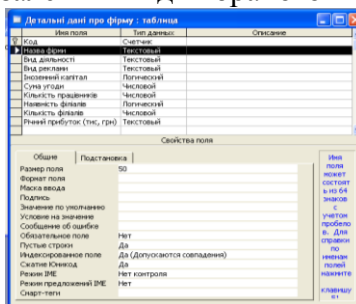 Детальні дані про фірму : таблица
Имя поля Тип данных Описание
Код Счетчик
Назва фірми Текстовый
Вид діяльності Текстовый
Вид реклами Текстовый
Іноземний капітал Логический
Сума угоди Числовой
Кількість працівників Числовой
Наявність філіалів Логический
Кількість філіалів Числовой
Річний прибуток (тис, грн) Текстовый
Свойства поля
Общие Подстановка
Размер поля 50
Формат поля
Маска ввода
Подпись
Значение по умолчанию
Условие на значение
Сообщение об ошибке
Обязательное поле Нет
Пустые строки Да
Индексированное поле Да (Допускаются совпадения)
Сжатие Юникод Да
Режим IME Нет контроля
Режим предложений IME Нет
Смарт-теги
Имя
поля
может
состоят
ь из 64
знаков
с
учетом
пробело
в. Для
справки
по
именам
полей
нажмите
клавишу